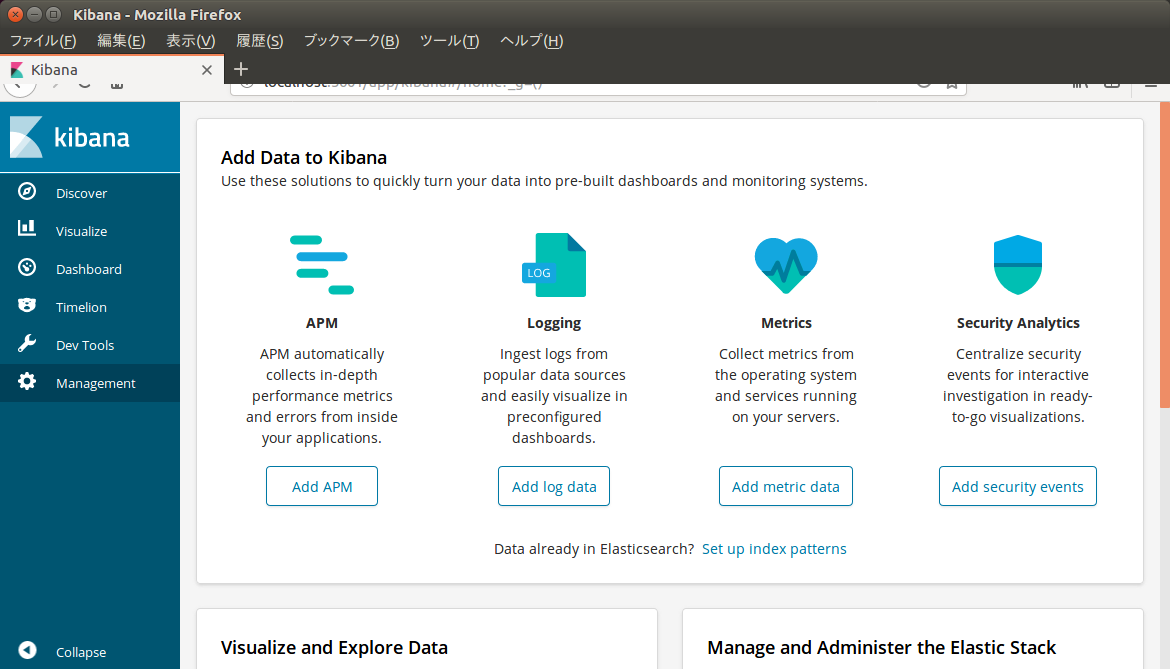 Kibana - Mozilla Firefox
ファイル(F) 編集(E) 表示(V) 履歴(S) ブックマーク(B) ツール(T) ヘルプ(H)
Kibana
localhost:5601/app/kibana#/home?_g=()
kibana
Discover
Visualize
Dashboard
Timelion
Dev Tools
Management
Collapse
Add Data to Kibana
Use these solutions to quickly turn your data into pre-built dashboards and monitoring systems.
APM
APM automatically
collects in-depth
performance metrics
and errors from inside
your applications.
Add APM
LOG
Logging
Ingest logs from
popular data sources
and easily visualize in
preconfigured
dashboards.
Add log data
Metrics
Collect metrics from
the operating system
and services running
on your servers.
Add metric data
Security Analytics
Centralize security
events for interactive
investigation in ready-
to-go visualizations.
Add security events
Data already in Elasticsearch? Set up index patterns
Visualize and Explore Data
Manage and Administer the Elastic Stack